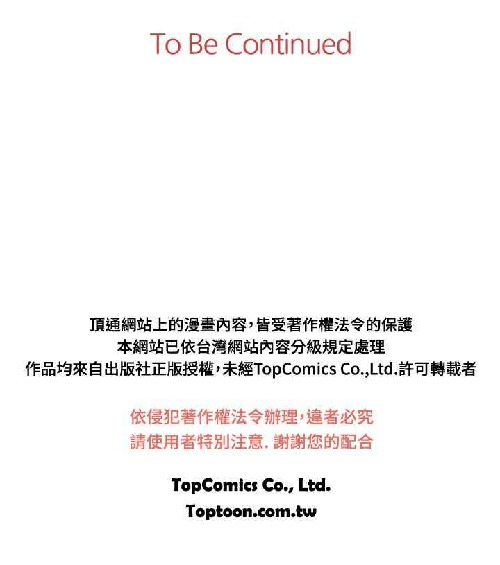 To Be Continued
頂通網站上的漫畫內容,皆受著作權法令的保護
本網站已依台灣網站內容分級規定處理
作品均來自出版社正版授權,未經TopComics Co.,Ltd.許可轉載者
依侵犯著作權法令辦理,違者必究
請使用者特別注意. 謝謝您的配合
TopComics Co., Ltd.
Toptoon.com.tw